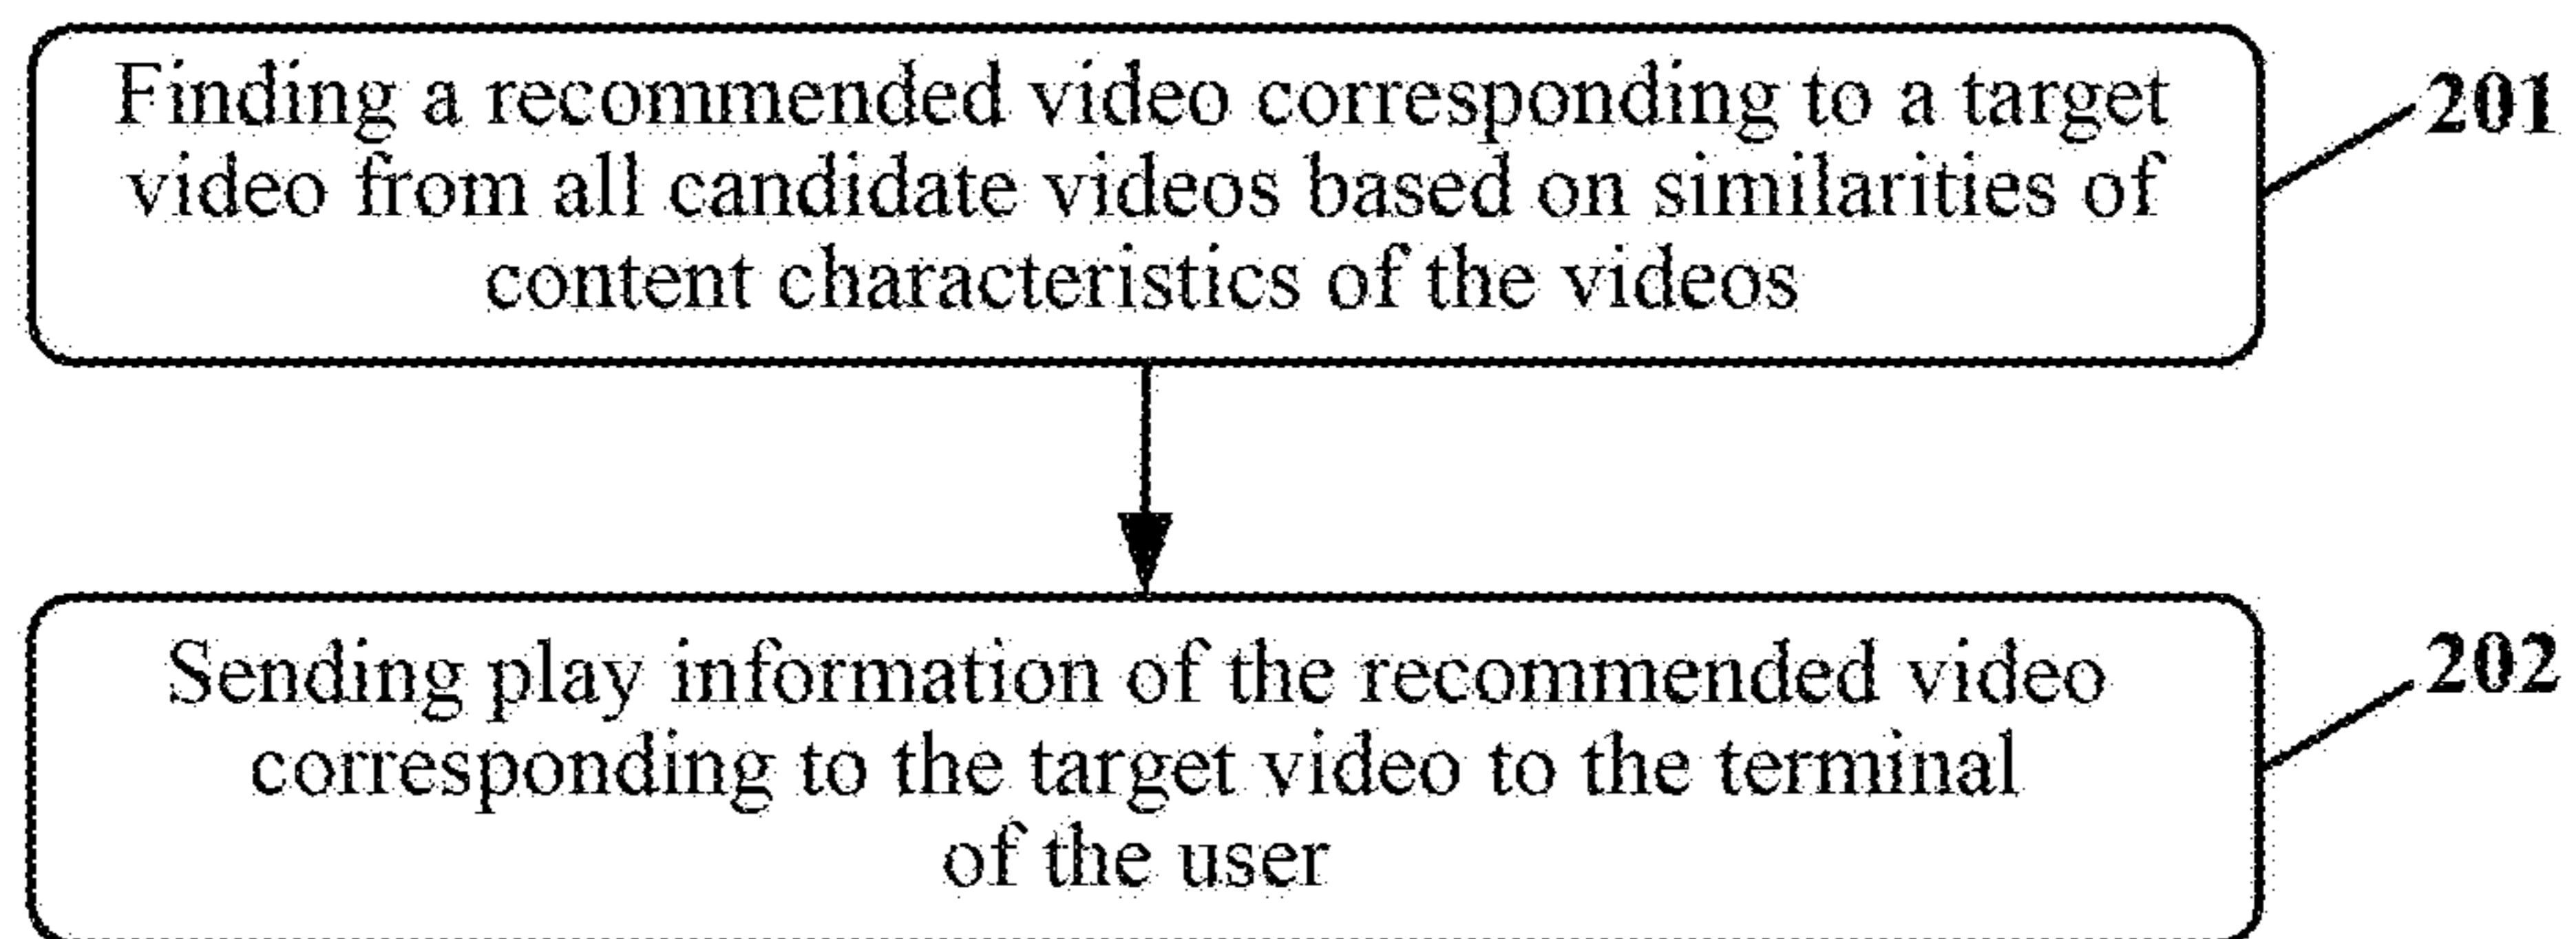 Finding a recommended video corresponding to a target
video from all candidate videos based on similarities of
content characteristics of the videos
201
Sending play information of the recommended video
corresponding to the target video to the terminal
of the user
202